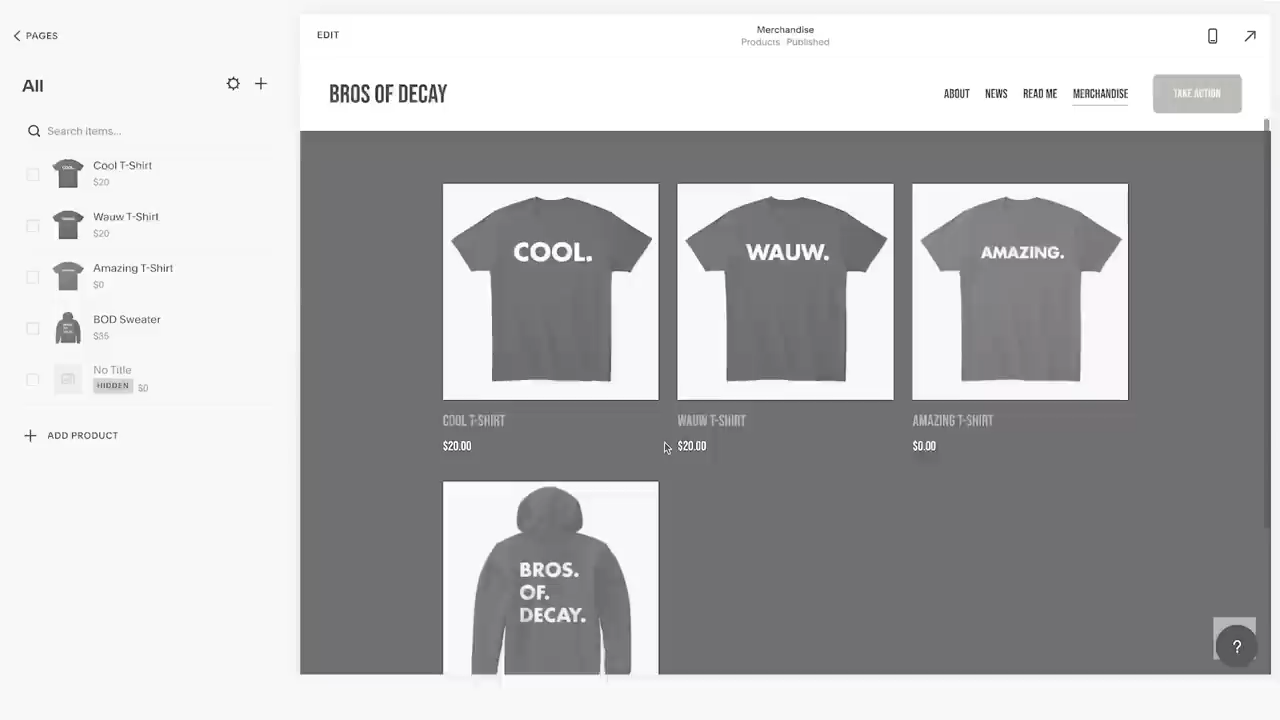 PAGES
All
Search items...
Cool T-Shirt
$20
Wauw T-Shirt
$20
Amazing T-Shirt
$0
BOD Sweater
$35
No Title
HIDDEN $0
ADD PRODUCT
EDIT
Merchandise
Products Published
BROS OF DECAY
ABOUT NEWS READ ME MERCHANDISE TAKE ACTION
COOL.
WAUW.
AMAZING.
COOL T-SHIRT
$20.00
WAUW T-SHIRT
$20.00
AMAZING T-SHIRT
$0.00
BROS.
OF.
DECAY.
?